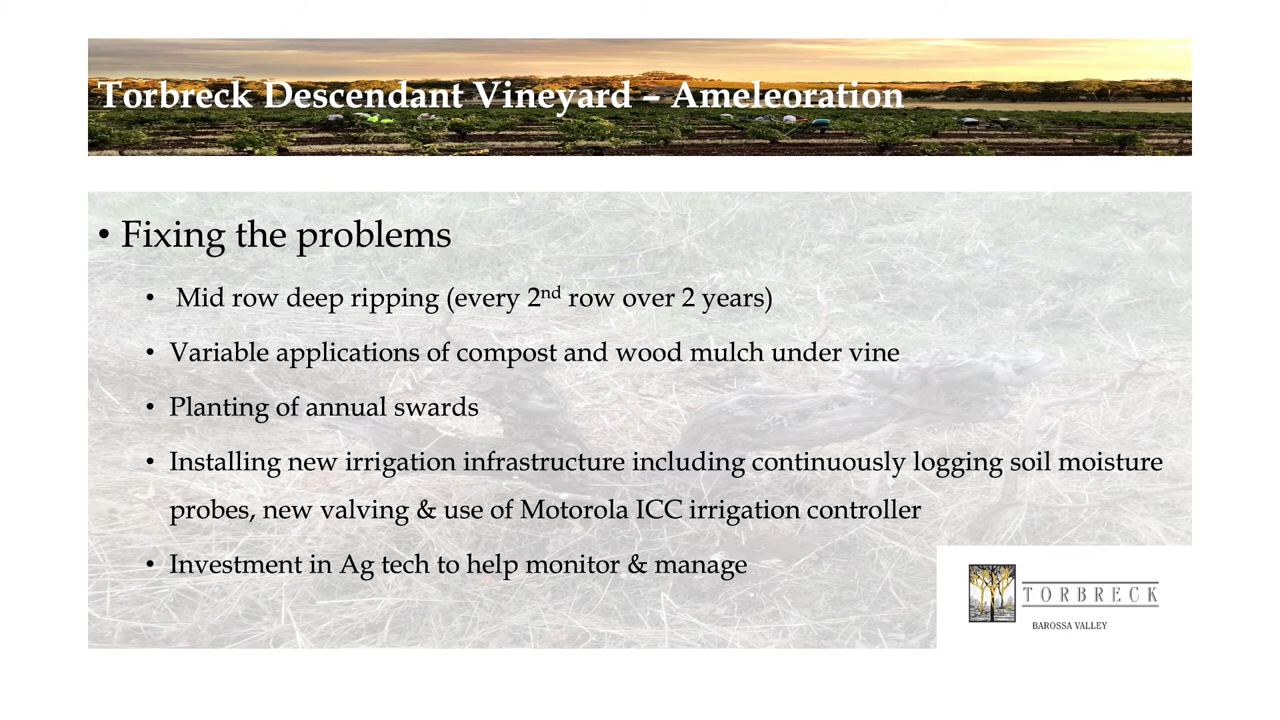 Torbreck Descendant Vineyard – Ameleoration
• Fixing the problems
• Mid row deep ripping (every 2nd row over 2 years)
• Variable applications of compost and wood mulch under vine
• Planting of annual swards
• Installing new irrigation infrastructure including continuously logging soil moisture
probes, new valving & use of Motorola ICC irrigation controller
• Investment in Ag tech to help monitor & manage
TORBRECK
BAROSSA VALLEY